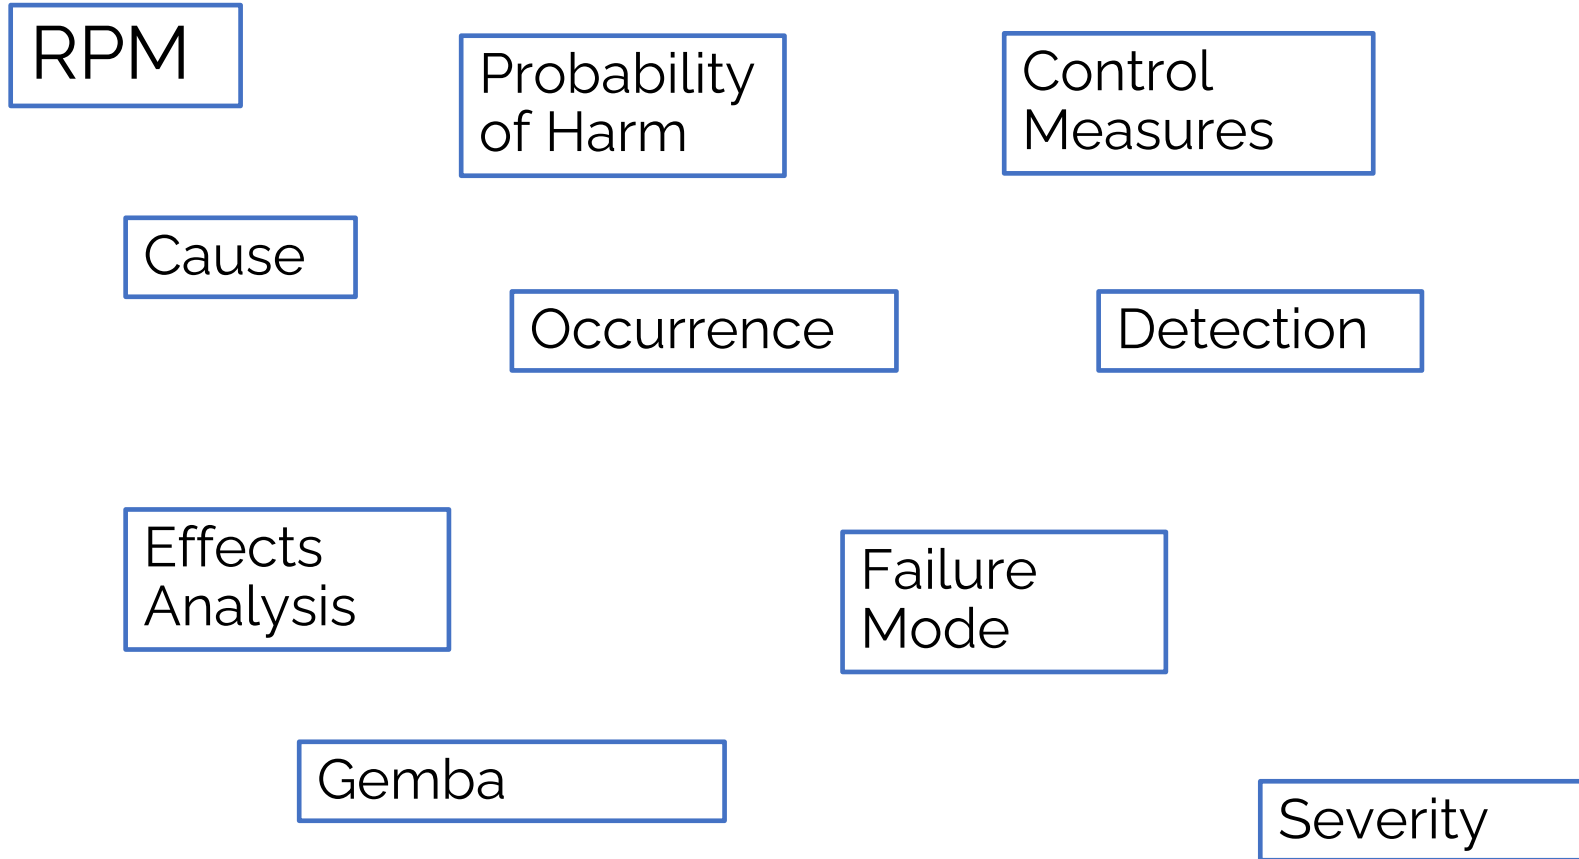 RPM
Probability
of Harm
Control
Measures
Cause
Occurrence
Detection
Effects
Analysis
Failure
Mode
Gemba
Severity